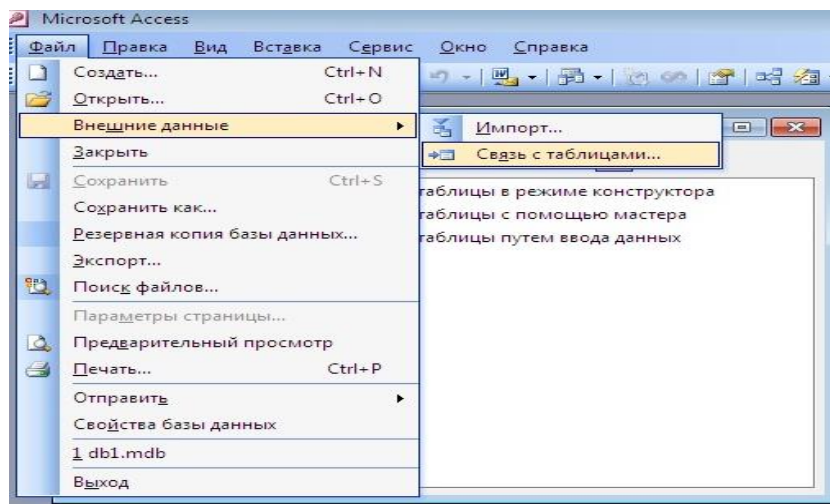 Microsoft Access
Файл Правка Вид Вставка Сервис Окно Справка
Создать... Ctrl+N
Открыть... Ctrl+O
Внешние данные
Импорт...
Связь с таблицами...
Закрыть
Сохранить Ctrl+S
таблицы в режиме конструктора
Сохранить как...
таблицы с помощью мастера
Резервная копия базы данных...
таблицы путем ввода данных
Экспорт...
Поиск файлов...
Параметры страницы...
Предварительный просмотр
Печать... Ctrl+P
Отправить
Свойства базы данных
1 db1.mdb
Выход